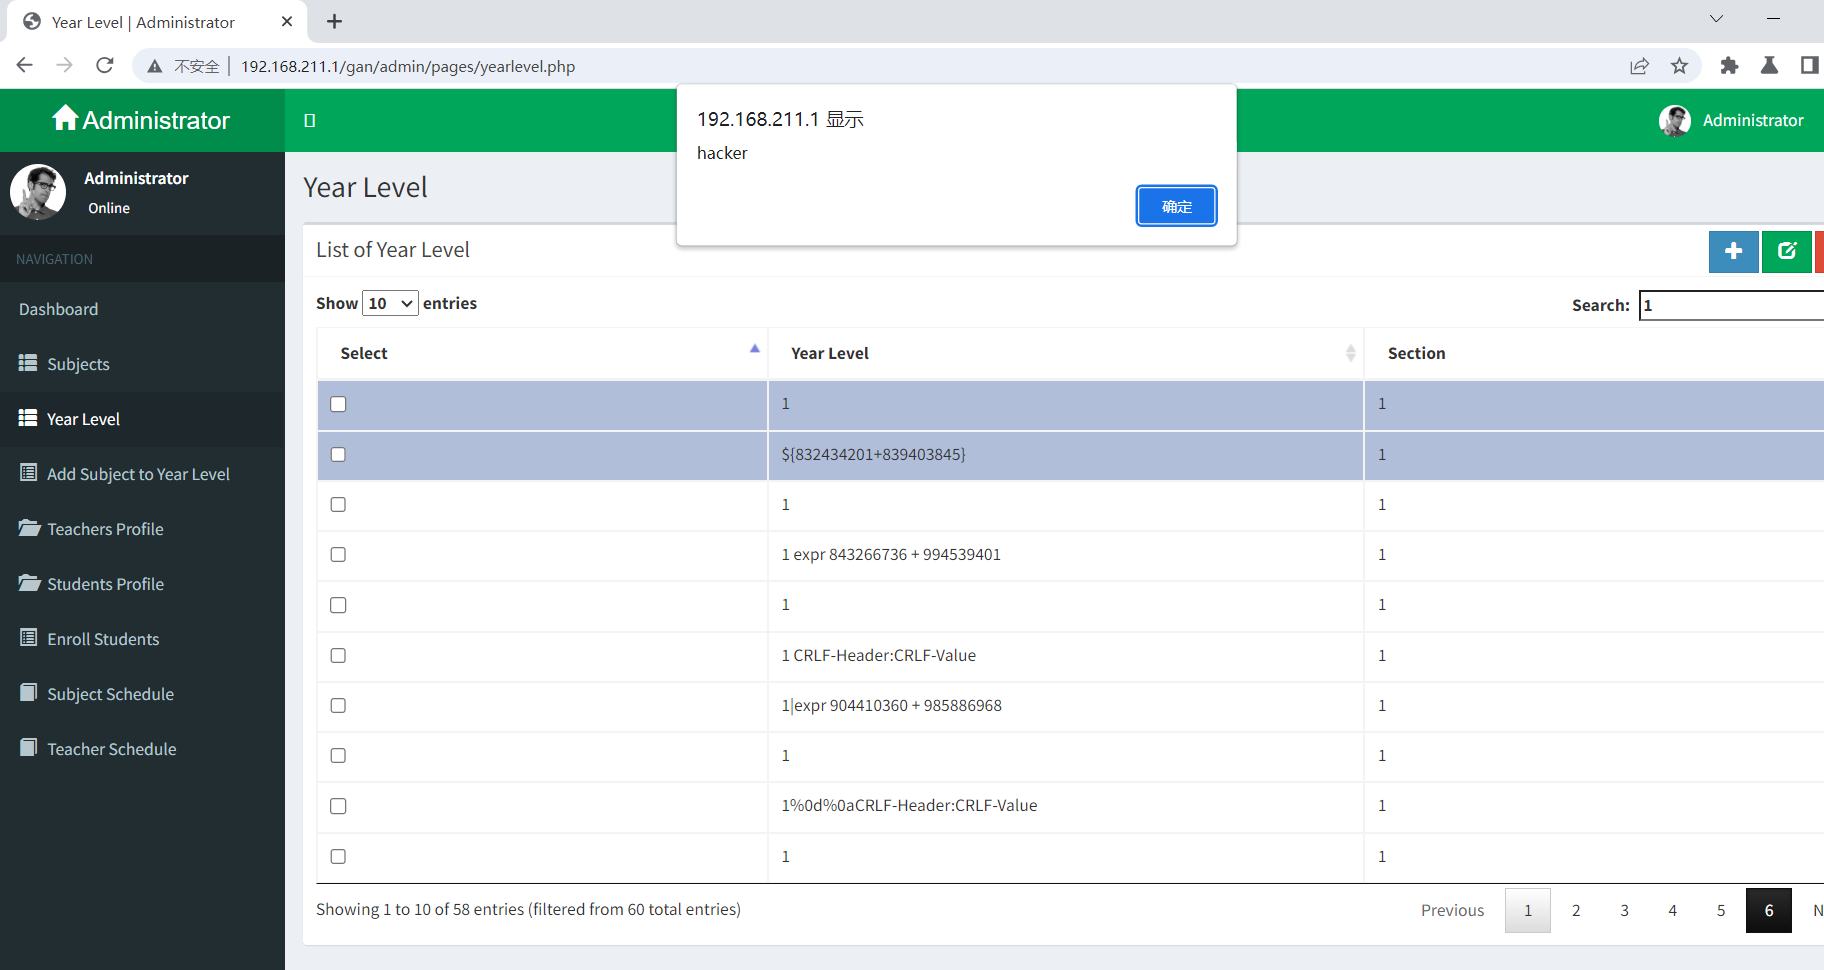 Year Level | Administrator
不安全 | 192.168.211.1/gan/admin/pages/yearlevel.php
Administrator
Administrator
192.168.211.1 显示
hacker
确定
Administrator
Online
NAVIGATION
Dashboard
Subjects
Year Level
Add Subject to Year Level
Teachers Profile
Students Profile
Enroll Students
Subject Schedule
Teacher Schedule
Year Level
List of Year Level
Show 10 entries
Search: 1
Select Year Level Section
1 1
${832434201+839403845} 1
1 1
1 expr 843266736 + 994539401 1
1 1
1 CRLF-Header:CRLF-Value 1
1|expr 904410360 + 985886968 1
1 1
1%0d%0aCRLF-Header:CRLF-Value 1
1 1
Showing 1 to 10 of 58 entries (filtered from 60 total entries)
Previous 1 2 3 4 5 6 N